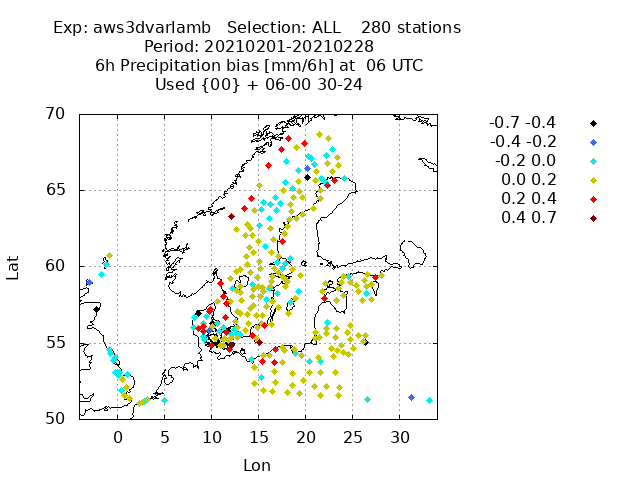 Exp: aws3dvarlamb   Selection: ALL    280 stations
Period: 20210201-20210228
6h Precipitation bias [mm/6h] at  06 UTC
Used {00} + 06-00 30-24
-0.7 -0.4
-0.4 -0.2
-0.2 0.0
0.0 0.2
0.2 0.4
0.4 0.7
70
65
60
55
50
Lat
0 5 10 15 20 25 30
Lon